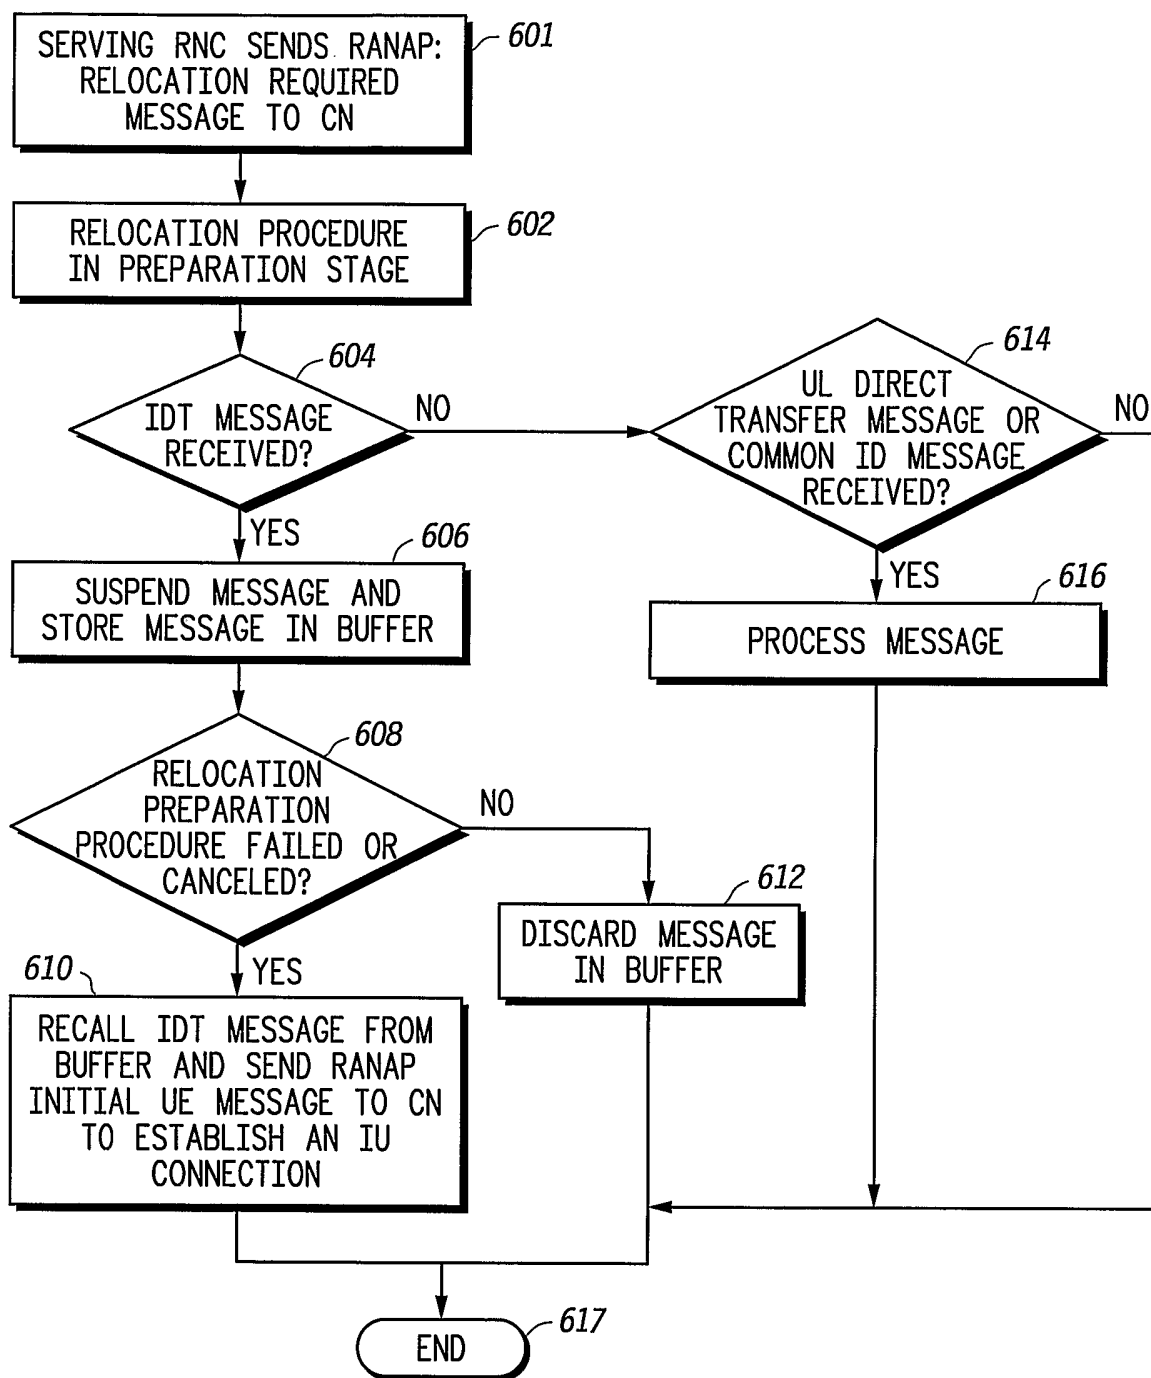 SERVING RNC SENDS RANAP:
RELOCATION REQUIRED
MESSAGE TO CN
601
RELOCATION PROCEDURE
IN PREPARATION STAGE
602
604
IDT MESSAGE
RECEIVED?
NO
YES
614
UL DIRECT
TRANSFER MESSAGE OR
COMMON ID MESSAGE
RECEIVED?
NO
YES
606
SUSPEND MESSAGE AND
STORE MESSAGE IN BUFFER
616
PROCESS MESSAGE
608
RELOCATION
PREPARATION
PROCEDURE FAILED OR
CANCELED?
NO
YES
612
DISCARD MESSAGE
IN BUFFER
610
RECALL IDT MESSAGE FROM
BUFFER AND SEND RANAP
INITIAL UE MESSAGE TO CN
TO ESTABLISH AN IU
CONNECTION
END
617